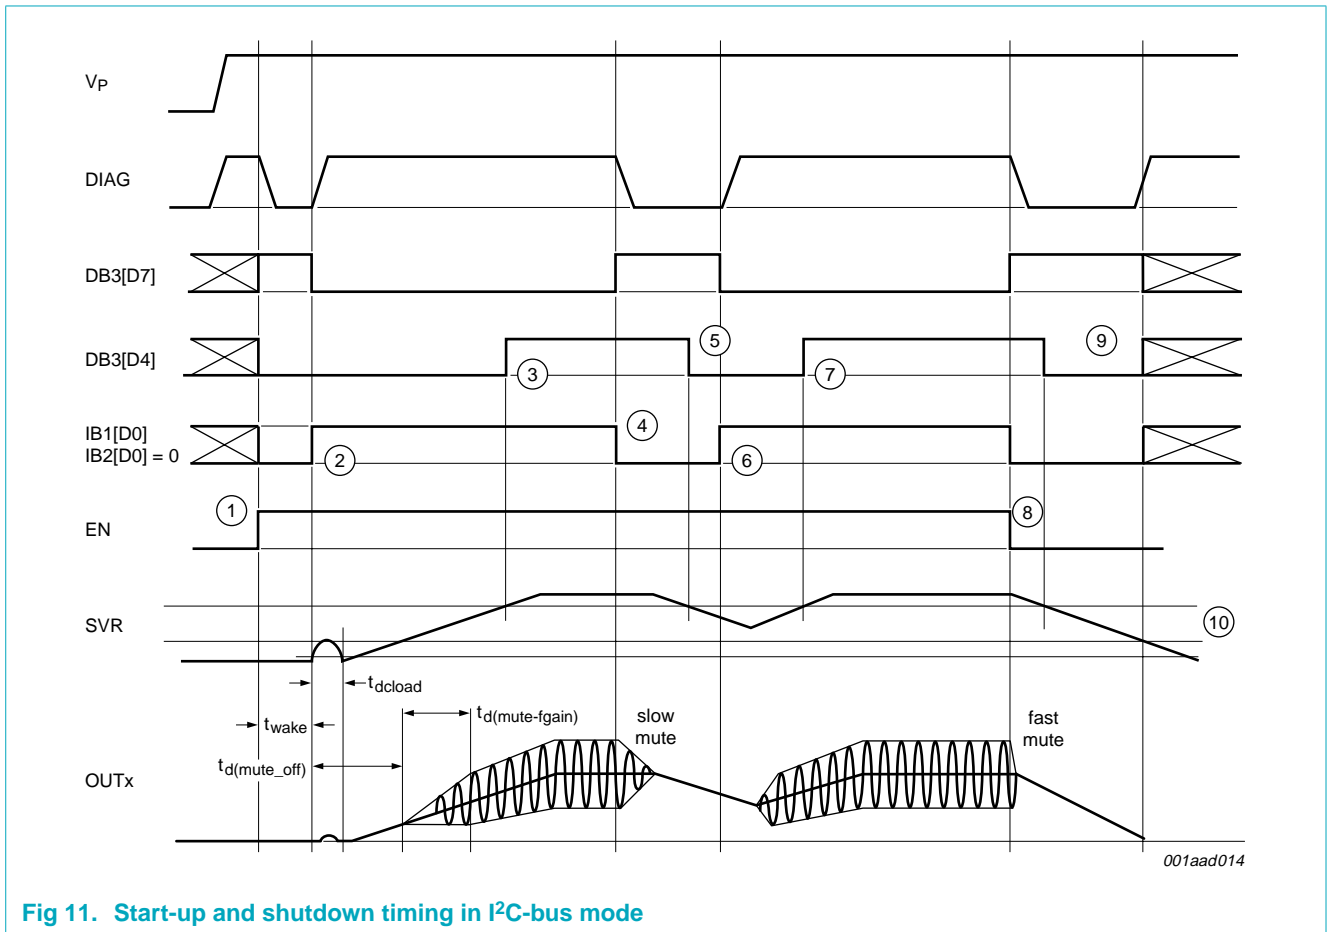 VP
DIAG
DB3[D7]
DB3[D4]
5
9
3
7
IB1[D0]
IB2[D0] = 0
4
2
6
EN
1
8
SVR
10
tdcload
twake
td(mute-fgain)
slow
mute
fast
mute
td(mute_off)
OUTx
001aad014
Fig 11. Start-up and shutdown timing in I²C-bus mode